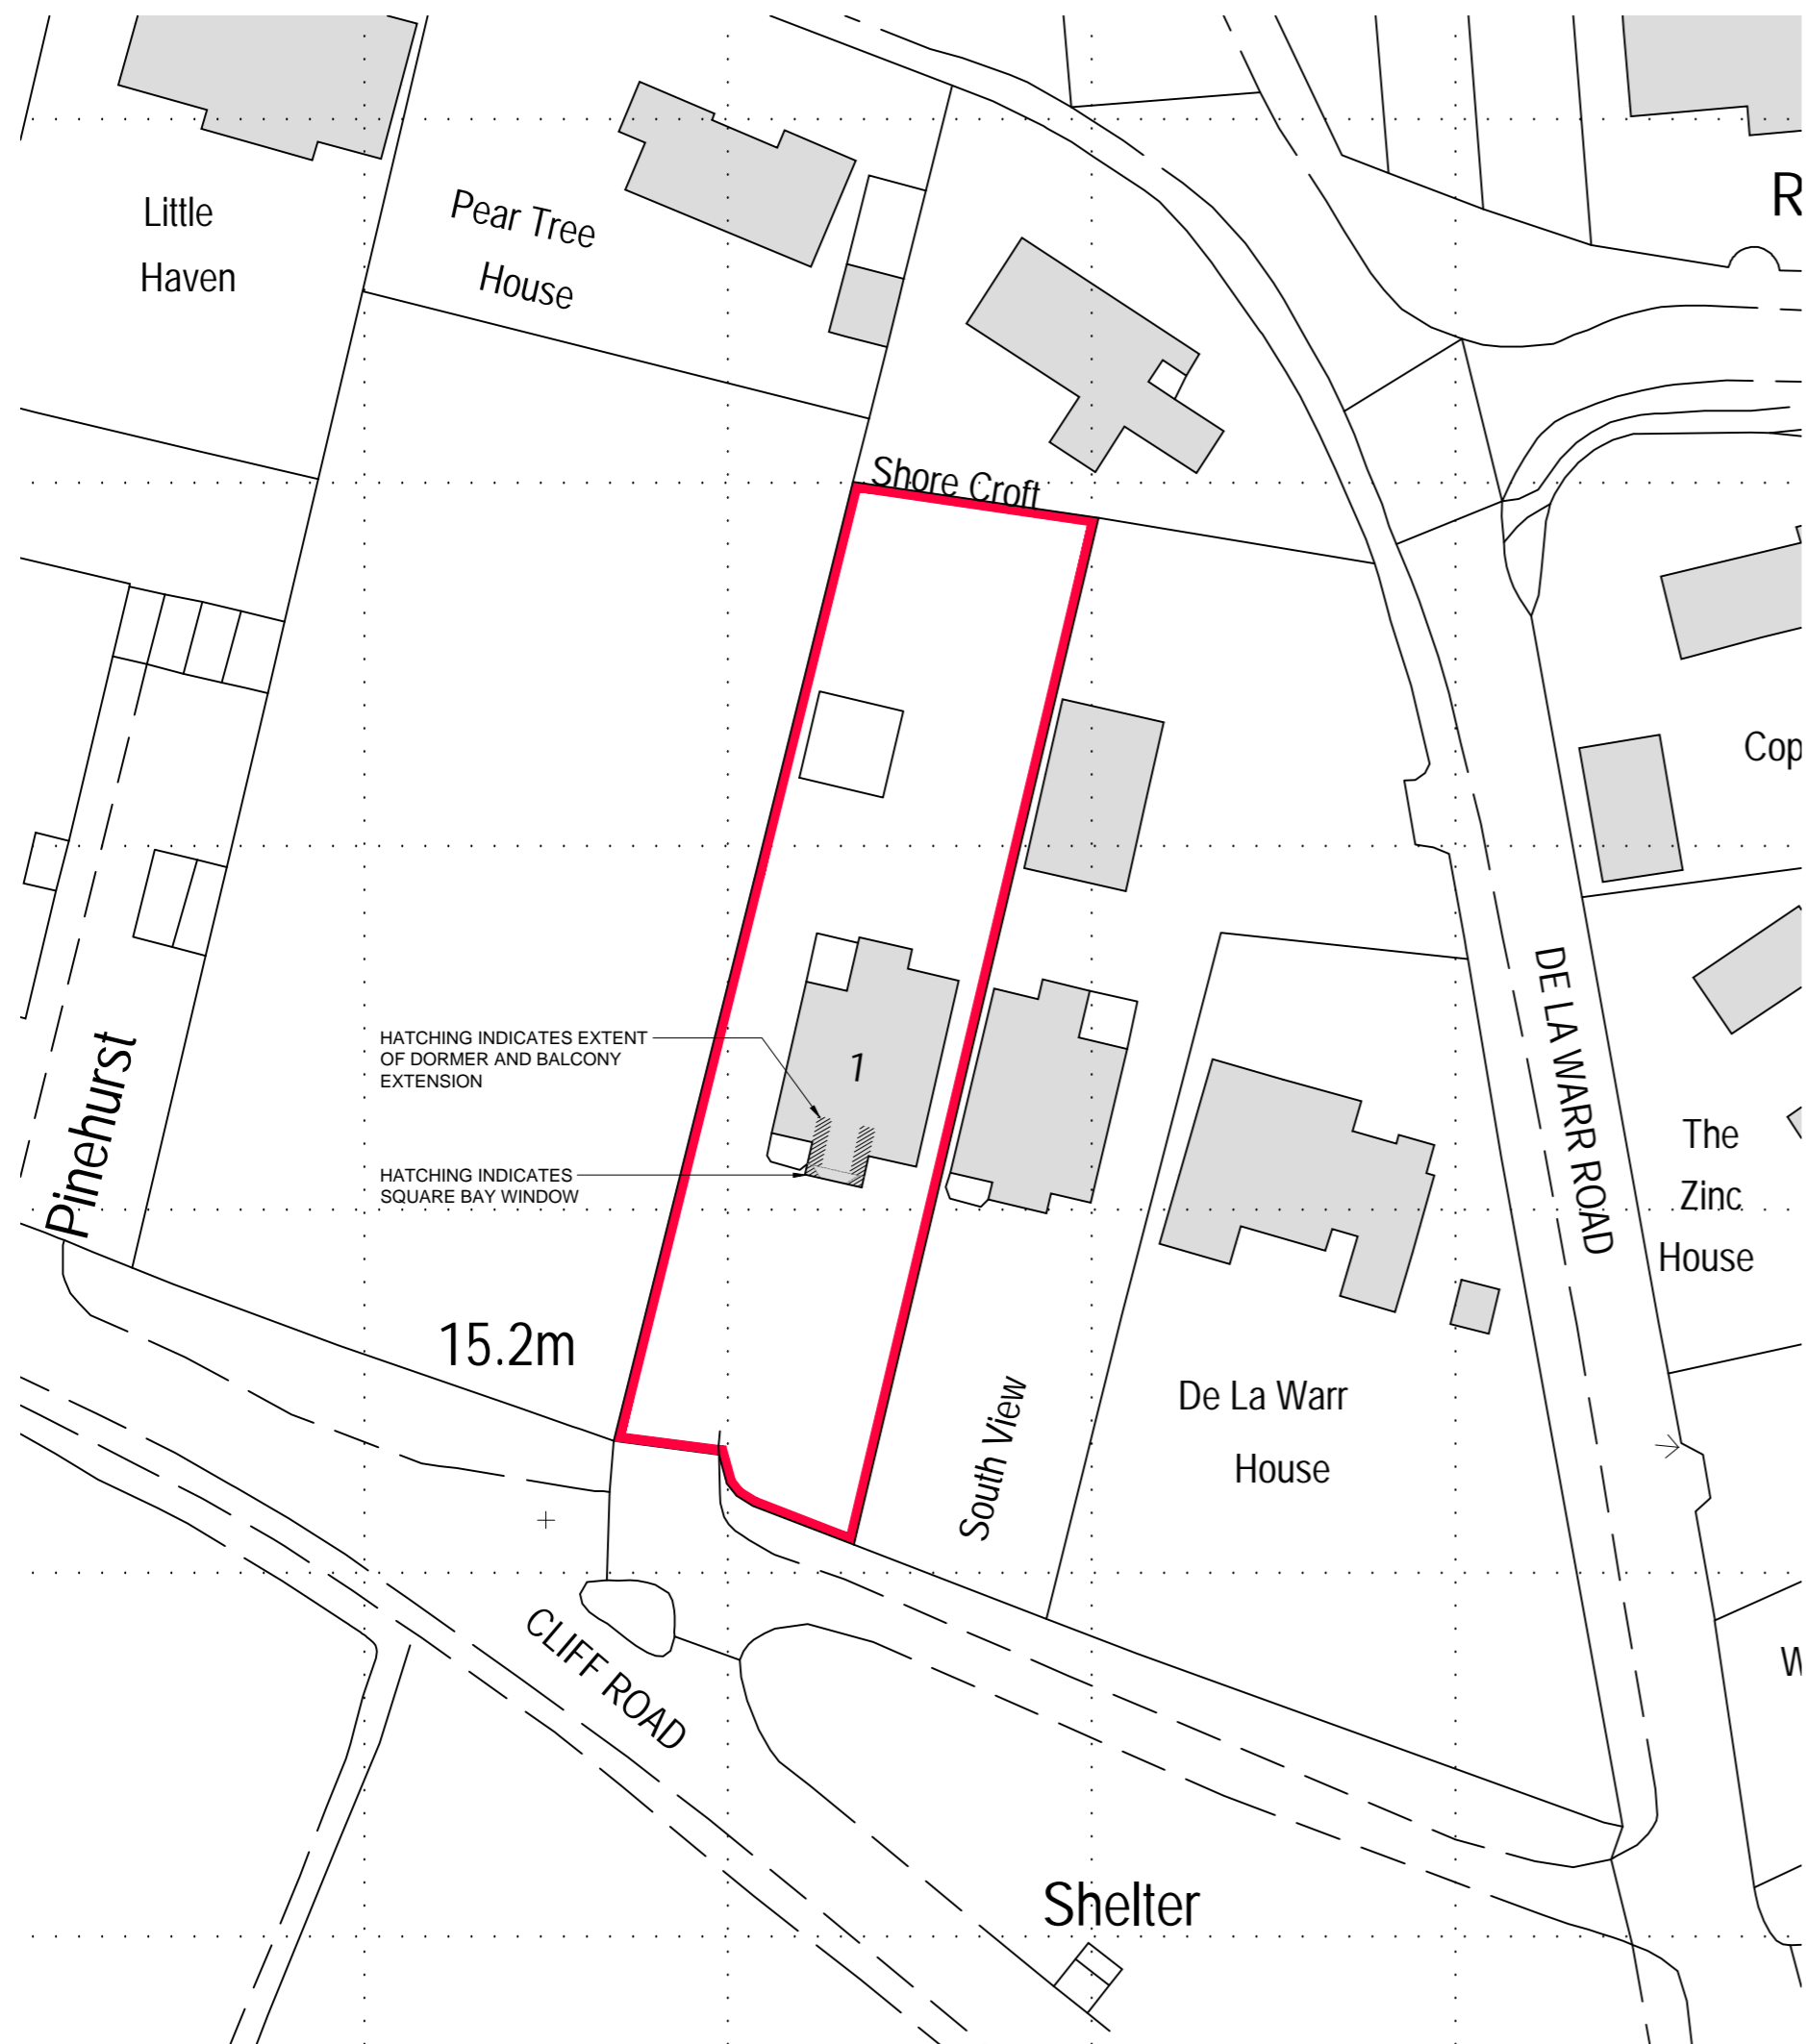 R
Little
Haven
Pear Tree
House
Shore Croft
Cop
DE LA WARR ROAD
HATCHING INDICATES EXTENT
OF DORMER AND BALCONY
EXTENSION
1
Pinehurst
The
Zinc
House
HATCHING INDICATES
SQUARE BAY WINDOW
15.2m
South View
De La Warr
House
CLIFF ROAD
W
Shelter